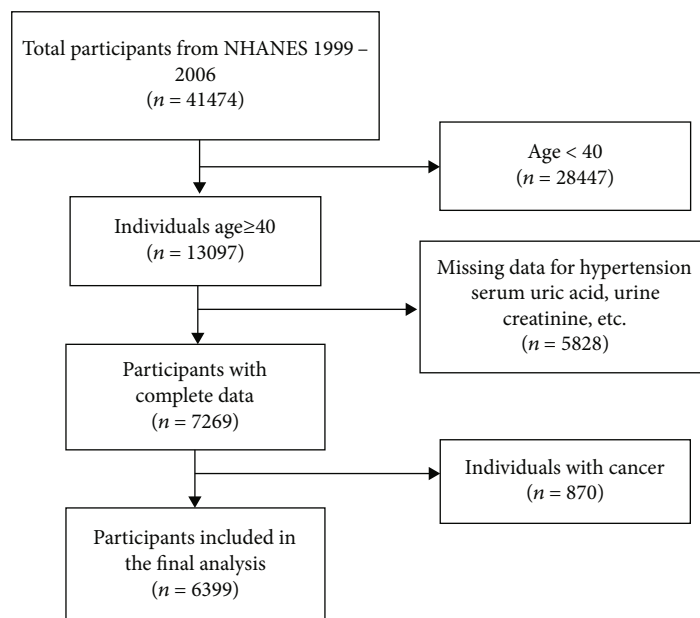 Total participants from NHANES 1999 –
2006
(n = 41474)
Age < 40
(n = 28447)
Individuals age≥40
(n = 13097)
Missing data for hypertension
serum uric acid, urine
creatinine, etc.
(n = 5828)
Participants with
complete data
(n = 7269)
Individuals with cancer
(n = 870)
Participants included in
the final analysis
(n = 6399)